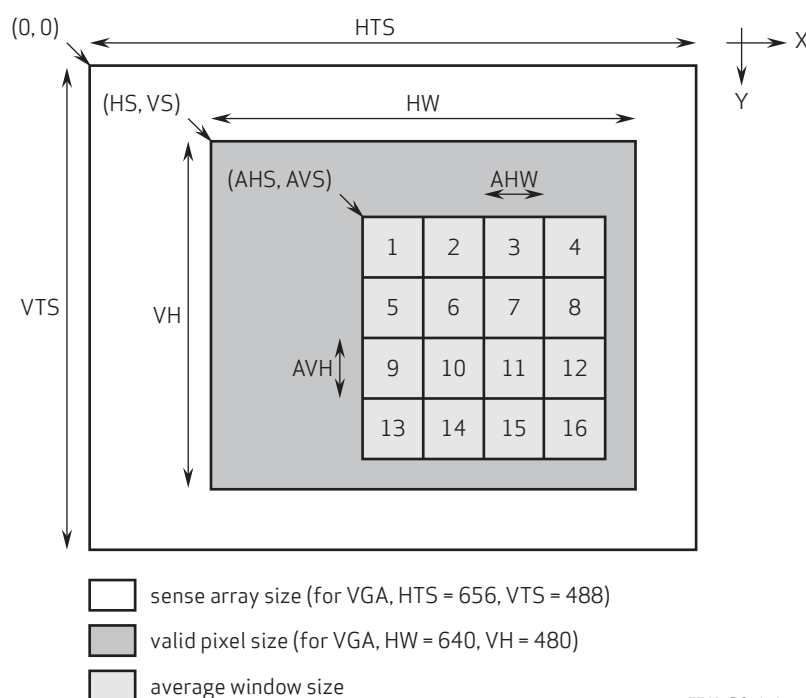 (0, 0)
HTS
X
Y
(HS, VS)
HW
(AHS, AVS)
AHW
1 2 3 4
5 6 7 8
VTS
VH
AVH
9 10 11 12
13 14 15 16
sense array size (for VGA, HTS = 656, VTS = 488)
valid pixel size (for VGA, HW = 640, VH = 480)
average window size